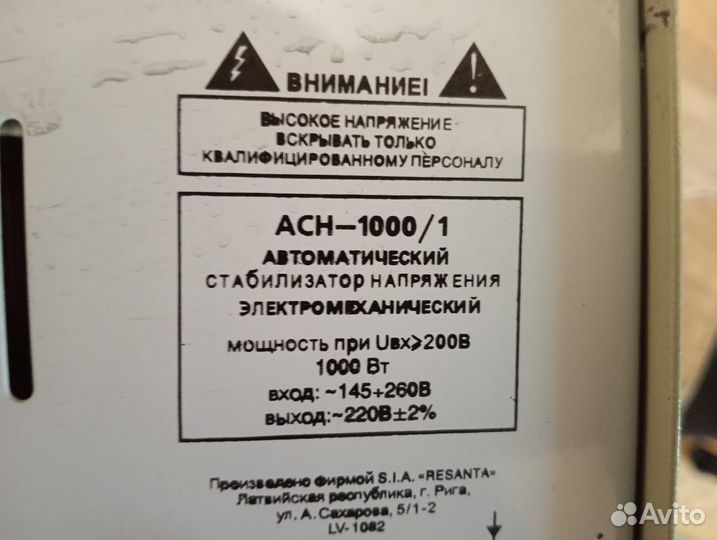 ВНИМАНИЕ!
ВЫСОКОЕ НАПРЯЖЕНИЕ
ВСКРЫВАТЬ ТОЛЬКО
КВАЛИФИЦИРОВАННОМУ ПЕРСОНАЛУ
АСН-1000/1
АВТОМАТИЧЕСКИЙ
СТАБИЛИЗАТОР НАПРЯЖЕНИЯ
ЭЛЕКТРОМЕХАНИЧЕСКИЙ
МОЩНОСТЬ ПРИ Uвх≥200В
1000 Вт
ВХОД: ~145÷260В
ВЫХОД:~220В±2%
Произведено фирмой S.I.A. «RESANTA»
Латвийская республика, г. Рига,
ул. А. Сахарова, 5/1-2
LV-1082
Avito